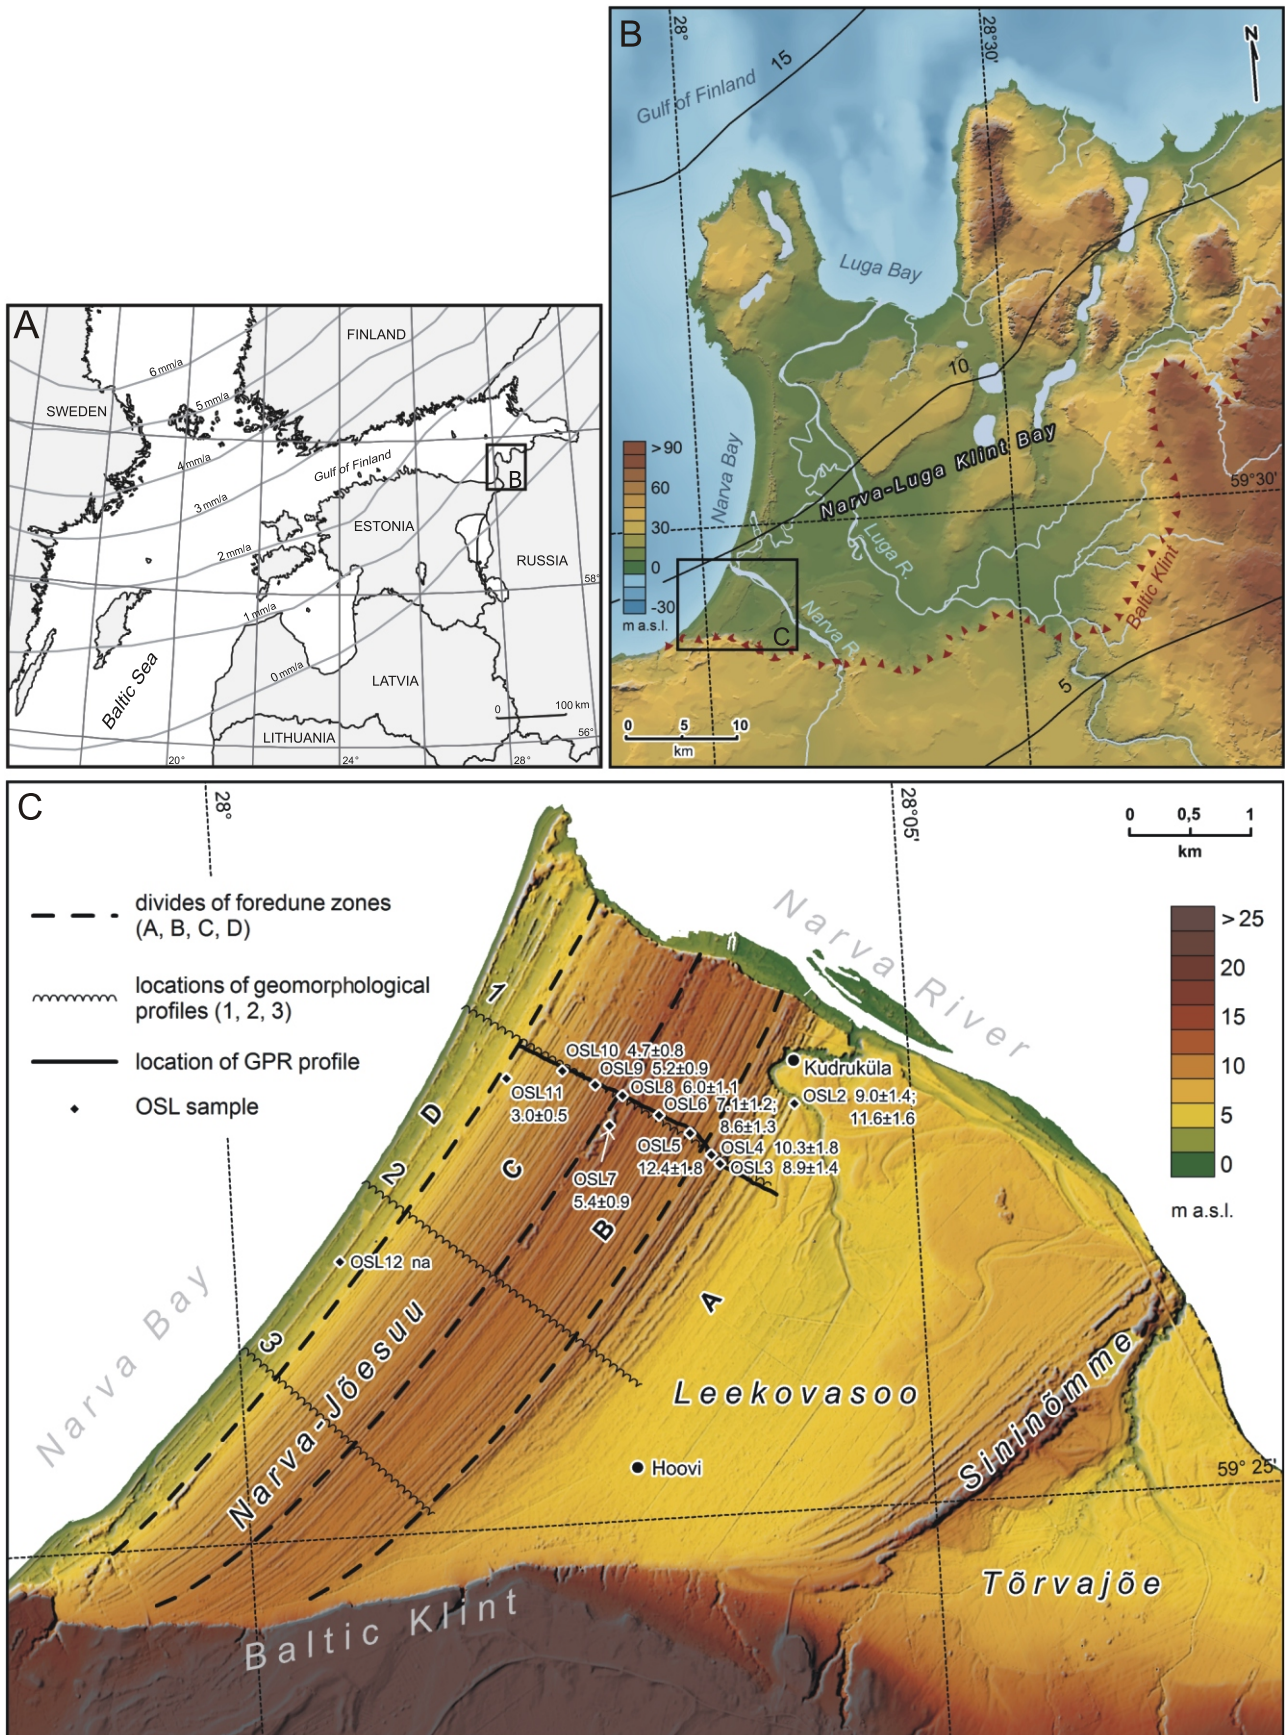 A
FINLAND
6 mm/a
SWEDEN
5 mm/a
4 mm/a
Gulf of Finland
3 mm/a
B
ESTONIA
2 mm/a
RUSSIA
58°
1 mm/a
0 mm/a
LATVIA
Baltic Sea
0 100 km
LITHUANIA
56°
20° 24° 28°
B
28°
28°30'
N
15
Gulf of Finland
Luga Bay
10
Narva Bay
Narva-Luga Klint Bay
59°30'
>90
60
30
0
-30
m a.s.l.
Luga R.
Narva R.
Baltic Klint
C
5
0 5 10
km
C
28°
28°05'
0 0,5 1
km
divides of foredune zones
(A, B, C, D)
locations of geomorphological
profiles (1, 2, 3)
location of GPR profile
OSL sample
>25
20
15
10
5
0
m a.s.l.
Narva River
1
OSL10 4.7±0.8
OSL9 5.2±0.9
OSL8 6.0±1.1
OSL6 7.1±1.2;
8.6±1.3
Kudruküla
OSL2 9.0±1.4;
11.6±1.6
OSL11
3.0±0.5
D
OSL5
12.4±1.8
OSL4 10.3±1.8
OSL3 8.9±1.4
2
C
OSL7
5.4±0.9
B
OSL12 na
A
Narva Bay
3
Narva-Jõesuu
Leekovasoo
Sininõmme
Hoovi
59° 25'
Tõrvajõe
Baltic Klint